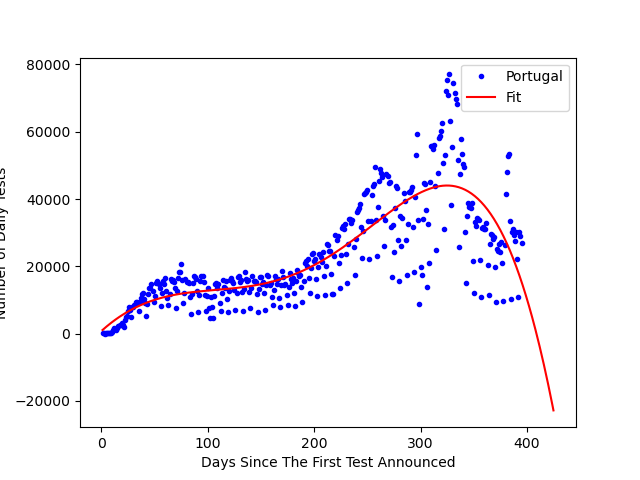 80000
60000
40000
20000
0
−20000
Number of Daily Tests
0
100
200
300
400
Days Since The First Test Announced
Portugal
Fit